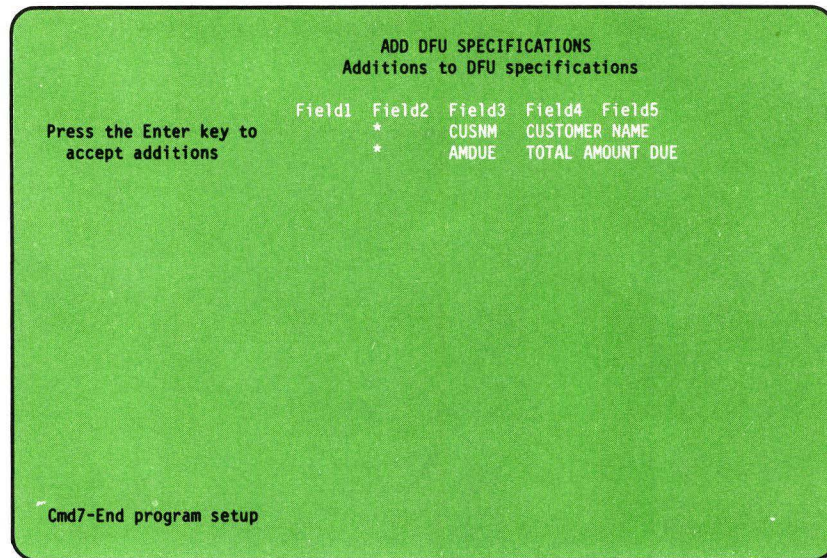 ADD DFU SPECIFICATIONS
Additions to DFU specifications
Field1 Field2 Field3 Field4 Field5
Press the Enter key to * CUSNM CUSTOMER NAME
accept additions * AMDUE TOTAL AMOUNT DUE
Cmd7-End program setup